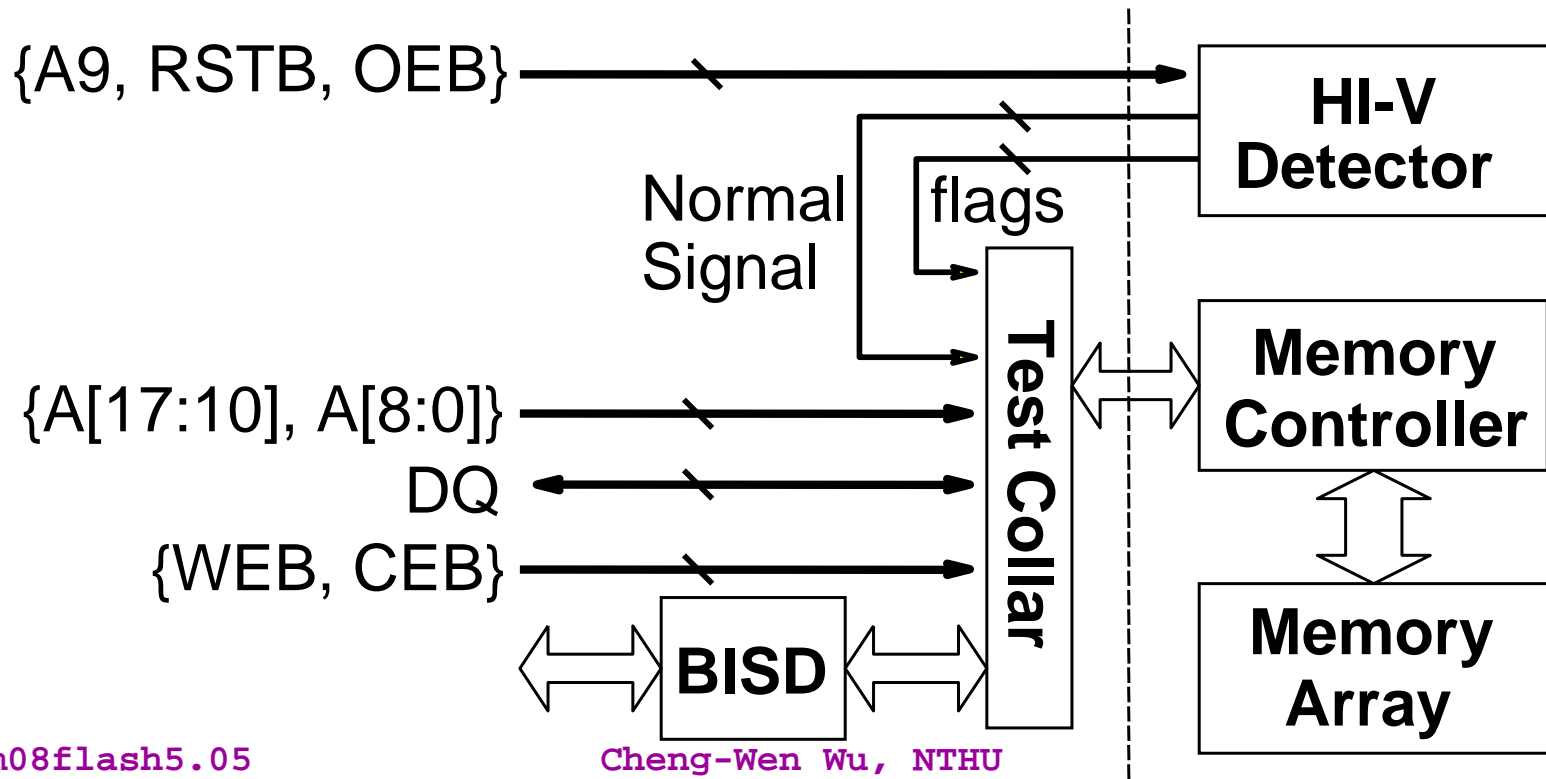 {A9, RSTB, OEB}
HI-V
Detector
Normal
Signal
flags
Test Collar
Memory
Controller
{A[17:10], A[8:0]}
DQ
{WEB, CEB}
BISD
Memory
Array
n08flash5.05
Cheng-Wen Wu, NTHU